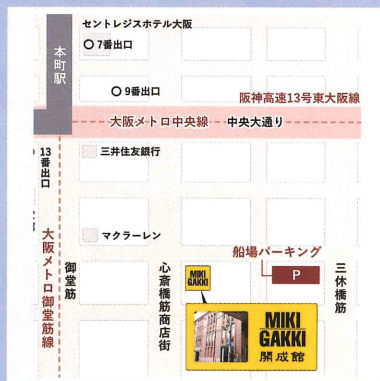 セントレジスホテル大阪
7番出口
本町駅
9番出口
阪神高速13号東大阪線
大阪メトロ中央線
中央大通り
13番出口
三井住友銀行
マクラーレン
船場パーキング
P
大阪メトロ御堂筋線
御堂筋
心斎橋筋商店街
三休橋筋
MIKI
GAKKI
MIKI
GAKKI
開成館